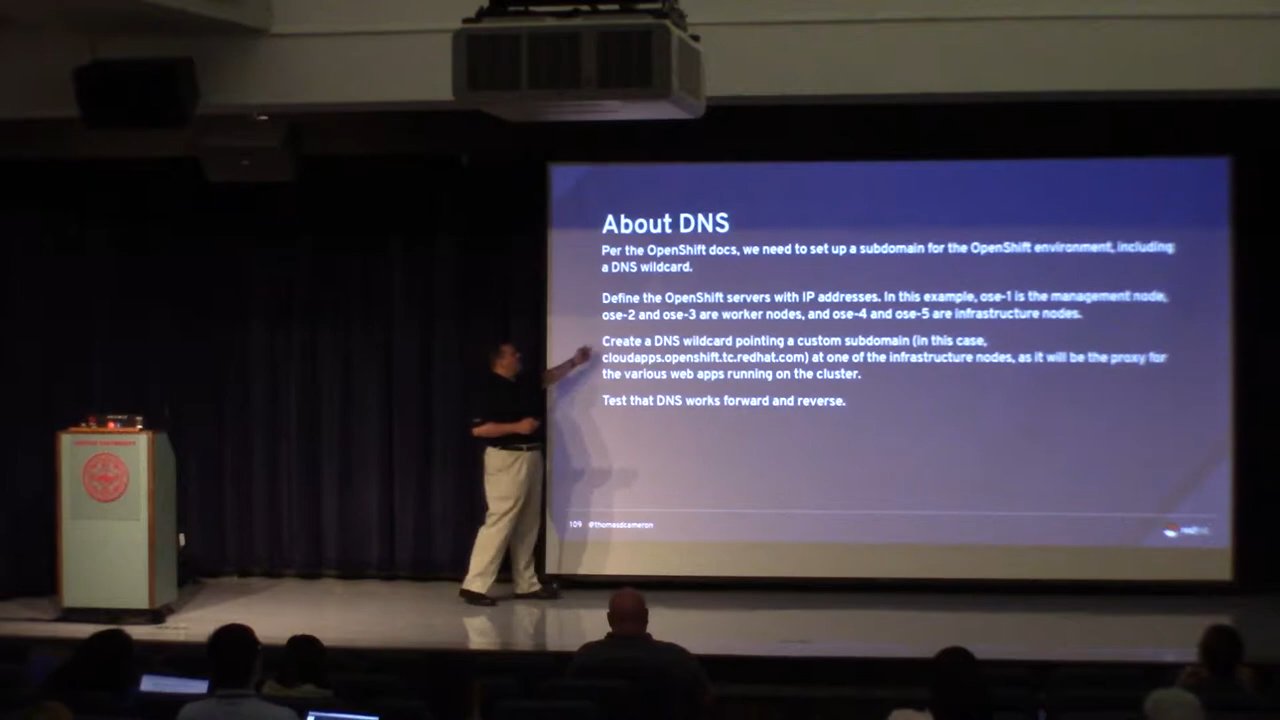 About DNS
Per the OpenShift docs, we need to set up a subdomain for the OpenShift environment, including
a DNS wildcard.
Define the OpenShift servers with IP addresses. In this example, ose-1 is the management node,
ose-2 and ose-3 are worker nodes, and ose-4 and ose-5 are infrastructure nodes.
Create a DNS wildcard pointing a custom subdomain (in this case,
cloudapps.openshift.tc.redhat.com) at one of the infrastructure nodes, as it will be the proxy for
the various web apps running on the cluster.
Test that DNS works forward and reverse.
109 @thomasdcameron